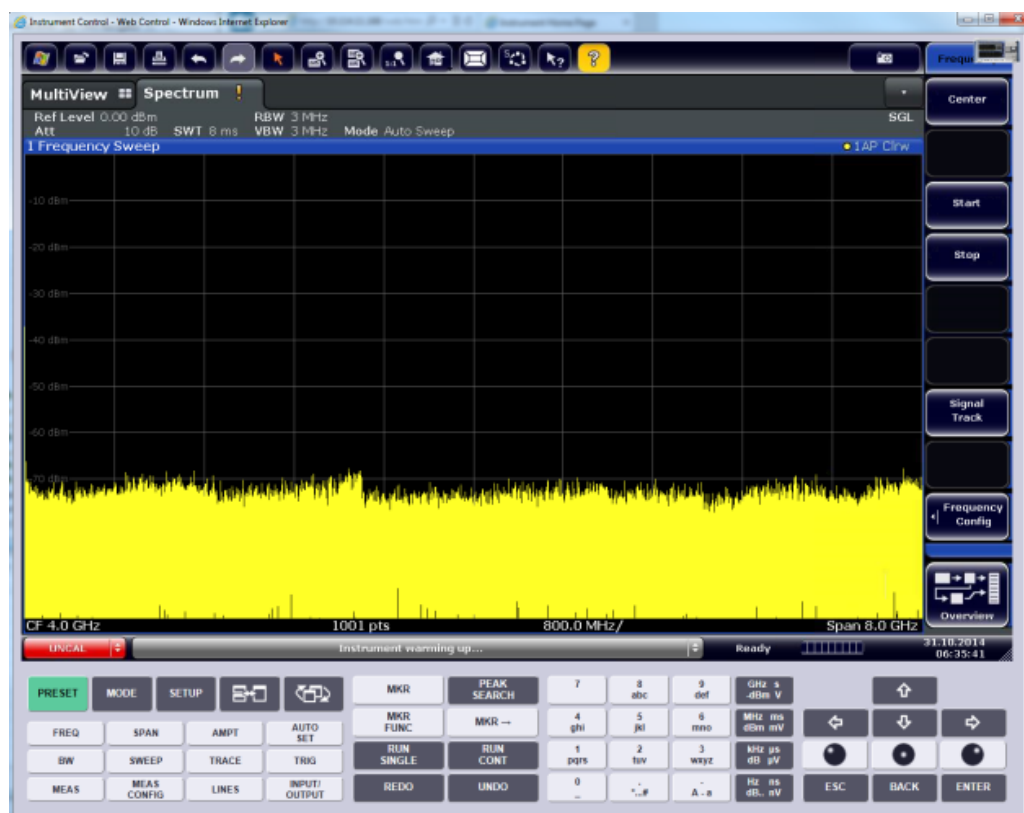 Instrument Control - Web Control - Windows Internet Explorer
Instrument Home Page
MultiView Spectrum !
Ref Level 0.00 dBm RBW 3 MHz SGL
Att 10 dB SWT 8 ms VBW 3 MHz Mode Auto Sweep
1 Frequency Sweep 1AP Clrw
-10 dBm
-20 dBm
-30 dBm
-40 dBm
-50 dBm
-60 dBm
CF 4.0 GHz 1001 pts 800.0 MHz/ Span 8.0 GHz
UNCAL Instrument warming up... Ready 31.10.2014
06:35:41
Center
Start
Stop
Signal
Track
Frequency
Config
Overview
PRESET MODE SETUP
FREQ SPAN AMPT AUTO
SET
BW SWEEP TRACE TRIG
MEAS MEAS
CONFIG LINES INPUT/
OUTPUT
MKR PEAK
SEARCH
MKR
FUNC MKR →
RUN
SINGLE RUN
CONT
REDO UNDO
7 8
abc 9
def GHz s
-dBm V
4
ghi 5
jkl 6
mno MHz ms
dBm mV
1
pqrs 2
tuv 3
wxyz kHz µs
dB µV
0
_ .
*...# -
A - a Hz ns
dB.. nV
ESC BACK ENTER